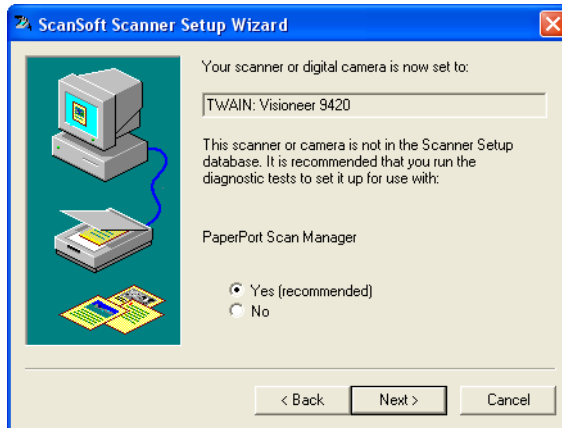 ScanSoft Scanner Setup Wizard
Your scanner or digital camera is now set to:
TWAIN: Visioneer 9420
This scanner or camera is not in the Scanner Setup
database. It is recommended that you run the
diagnostic tests to set it up for use with:
PaperPort Scan Manager
Yes (recommended)
No
< Back
Next >
Cancel